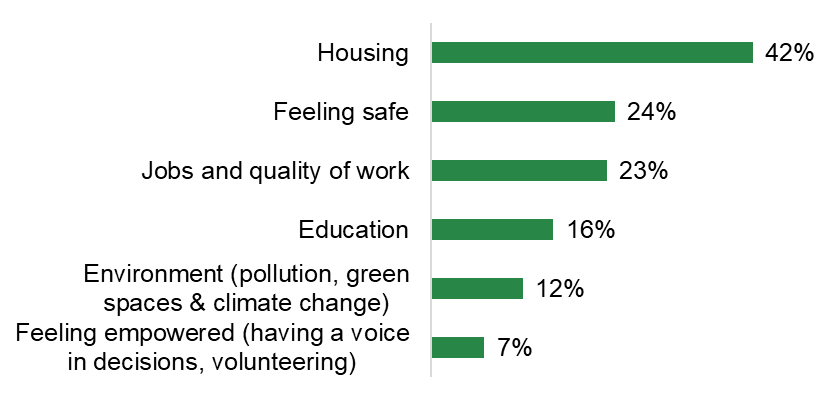 Housing 42%
Feeling safe 24%
Jobs and quality of work 23%
Education 16%
Environment (pollution, green
spaces & climate change) 12%
Feeling empowered (having a voice
in decisions, volunteering) 7%